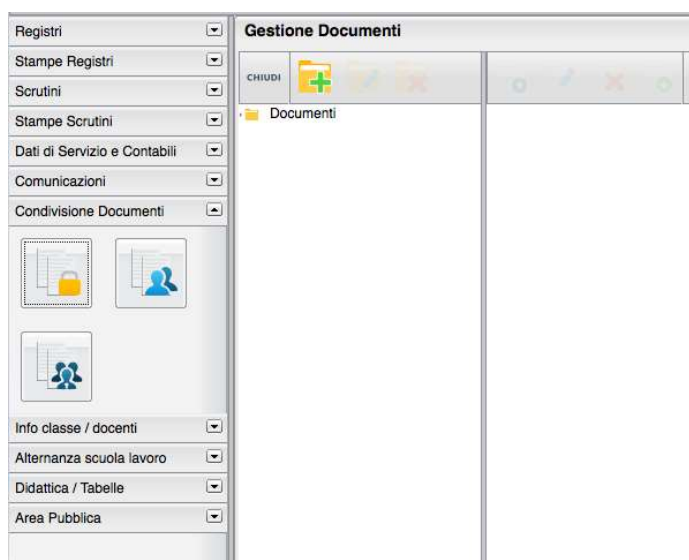 Registri
Stampe Registri
Scrutini
Stampe Scrutini
Dati di Servizio e Contabili
Comunicazioni
Condivisione Documenti
Info classe / docenti
Alternanza scuola lavoro
Didattica / Tabelle
Area Pubblica
Gestione Documenti
CHIUDI
Documenti